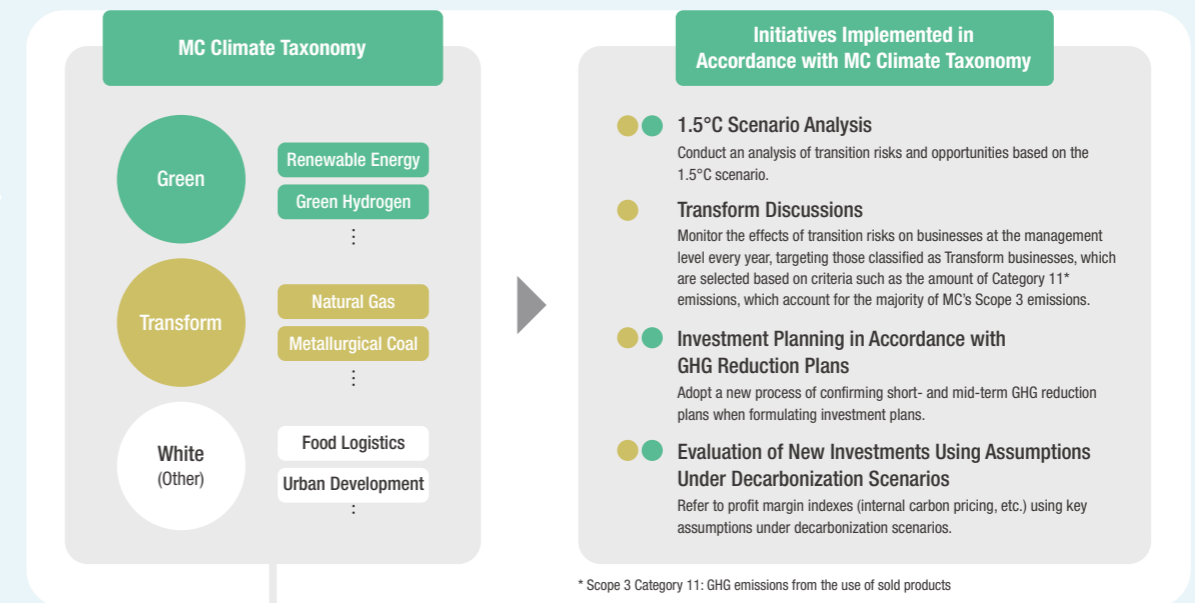 MC Climate Taxonomy
Green
Renewable Energy
Green Hydrogen
⋮
Transform
Natural Gas
Metallurgical Coal
⋮
White
(Other)
Food Logistics
Urban Development
⋮
Initiatives Implemented in
Accordance with MC Climate Taxonomy
1.5°C Scenario Analysis
Conduct an analysis of transition risks and opportunities based on the
1.5°C scenario.
Transform Discussions
Monitor the effects of transition risks on businesses at the management
level every year, targeting those classified as Transform businesses, which
are selected based on criteria such as the amount of Category 11*
emissions, which account for the majority of MC's Scope 3 emissions.
Investment Planning in Accordance with
GHG Reduction Plans
Adopt a new process of confirming short- and mid-term GHG reduction
plans when formulating investment plans.
Evaluation of New Investments Using Assumptions
Under Decarbonization Scenarios
Refer to profit margin indexes (internal carbon pricing, etc.) using key
assumptions under decarbonization scenarios.
* Scope 3 Category 11: GHG emissions from the use of sold products